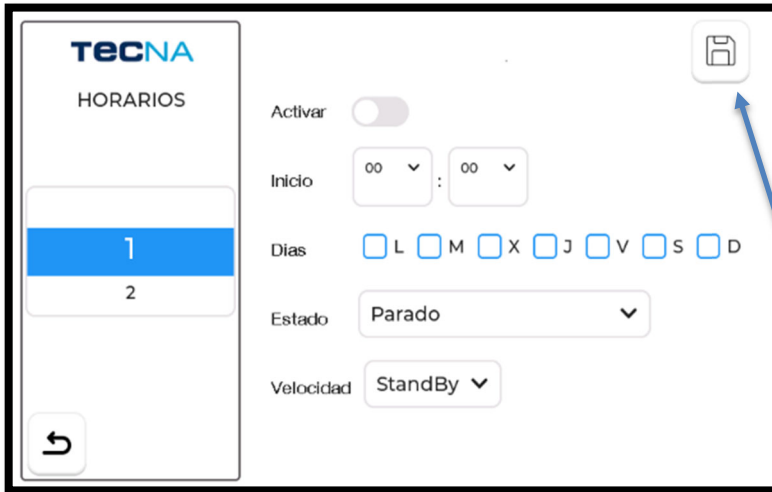 TECNA
HORARIOS
1
2
Activar
Inicio 00 : 00
Dias L M X J V S D
Estado Parado
Velocidad StandBy